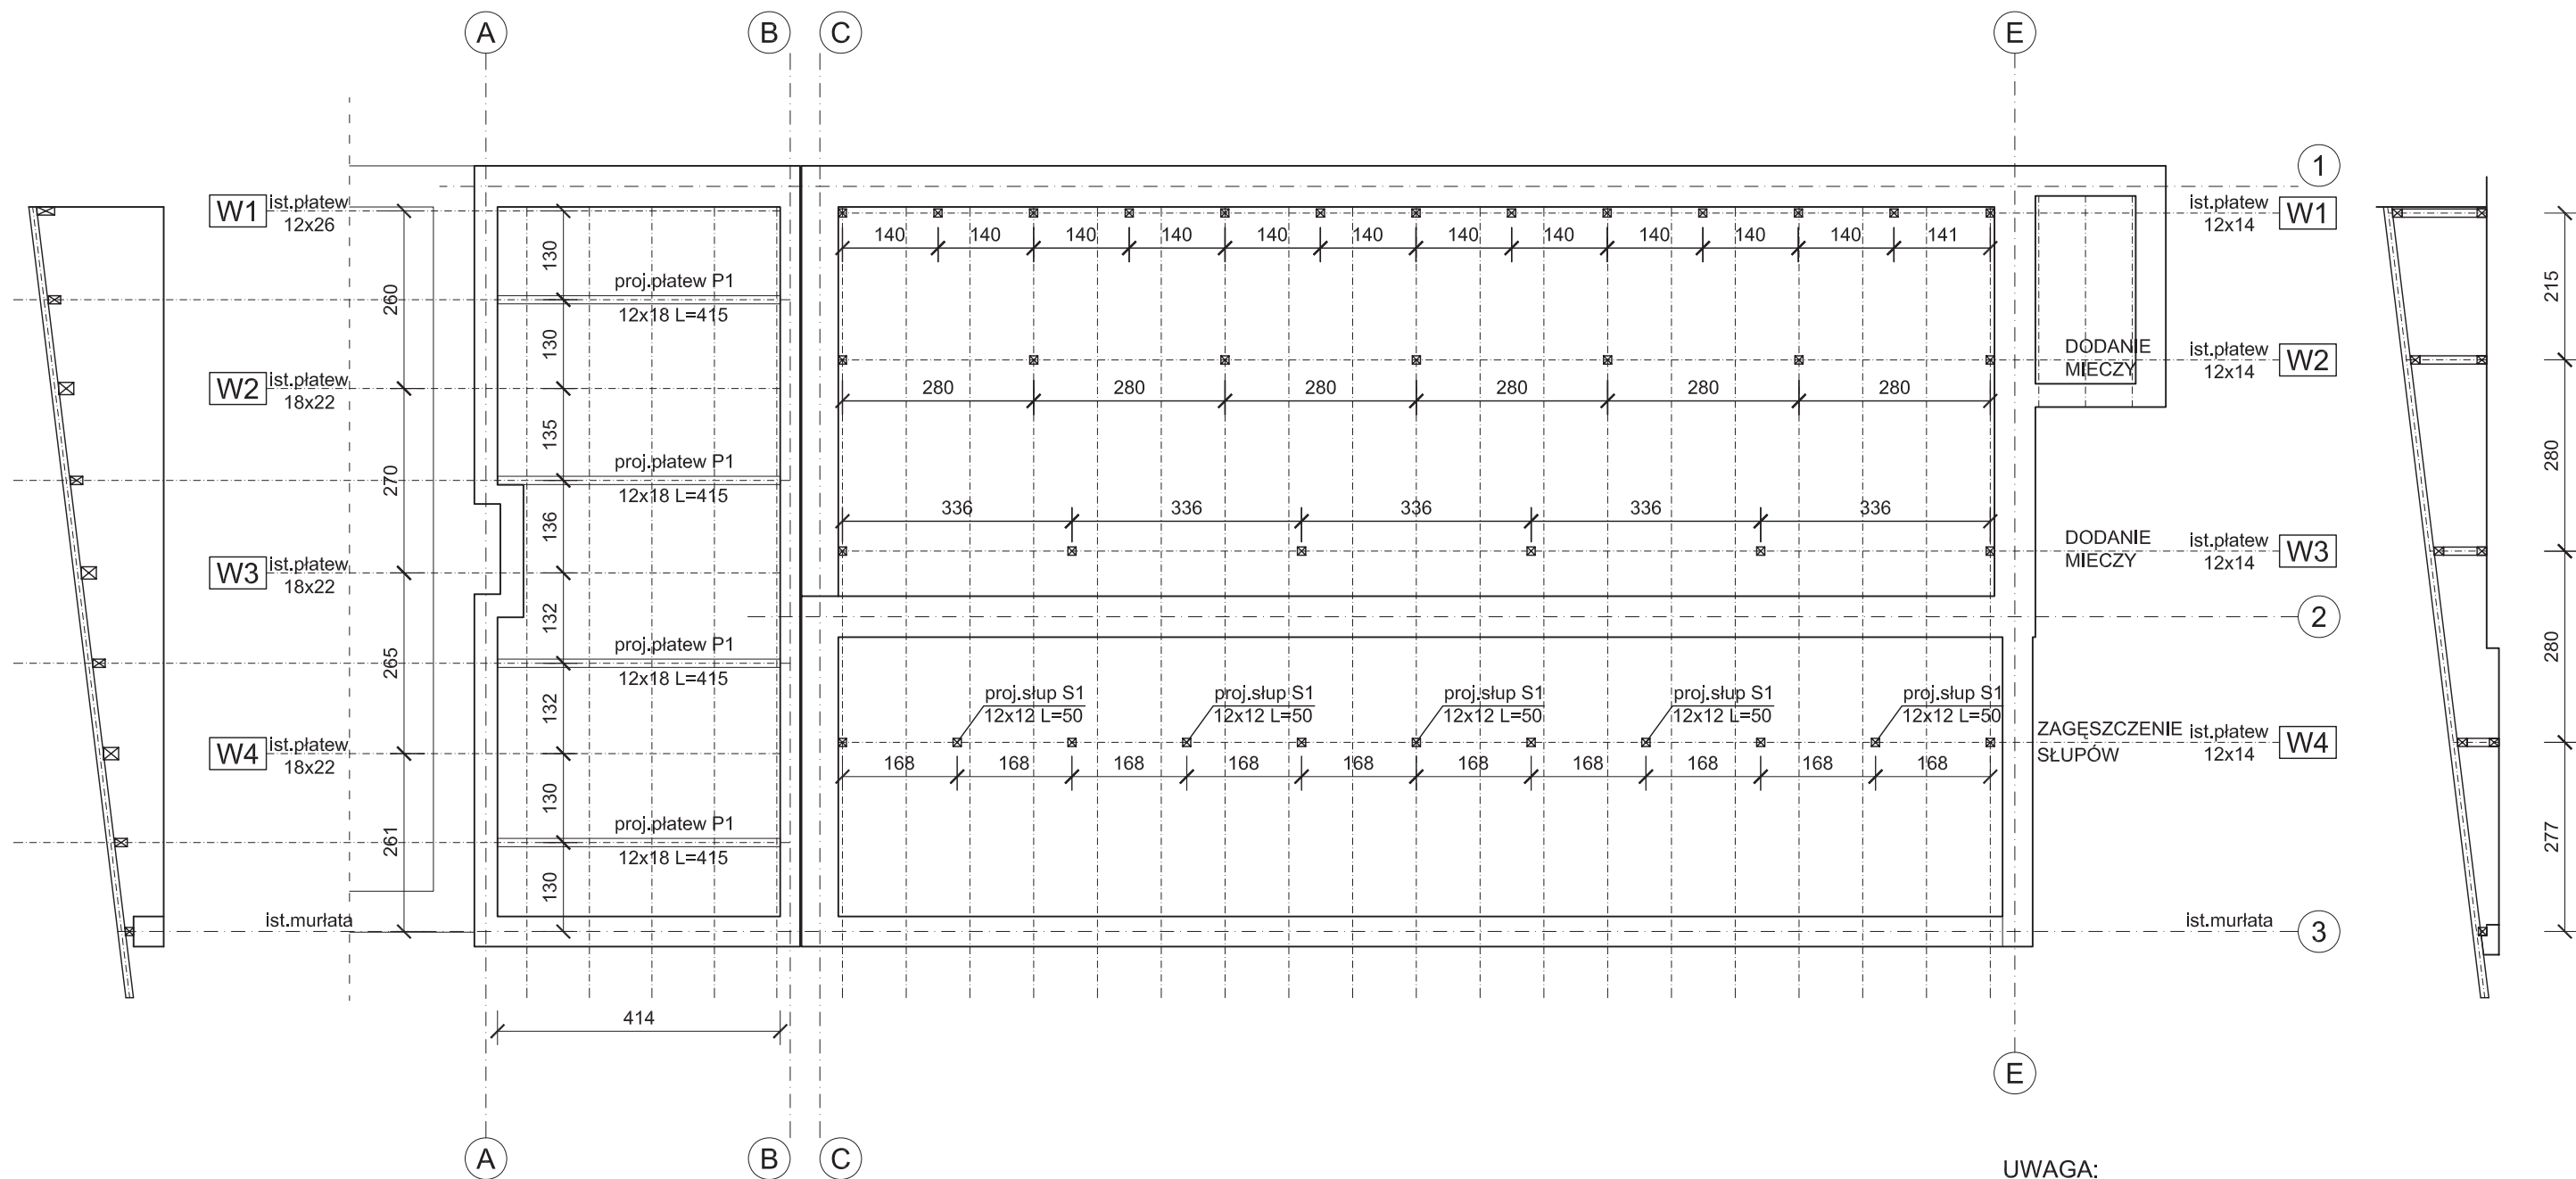 A
B
C
E
1
W1
ist.płatew
12x26
ist.płatew
12x14
W1
130
140
140
140
140
140
140
140
140
140
140
140
141
215
proj.płatew P1
12x18 L=415
260
130
DODANIE
MIECZY
ist.płatew
12x14
W2
W2
ist.płatew
18x22
280
280
280
280
280
280
135
280
proj.płatew P1
12x18 L=415
270
136
336
336
336
336
336
DODANIE
MIECZY
ist.płatew
12x14
W3
W3
ist.płatew
18x22
132
2
280
proj.płatew P1
12x18 L=415
265
132
proj.słup S1
12x12 L=50
proj.słup S1
12x12 L=50
proj.słup S1
12x12 L=50
proj.słup S1
12x12 L=50
proj.słup S1
12x12 L=50
ZAGĘSZCZENIE
SŁUPÓW
ist.płatew
12x14
W4
W4
ist.płatew
18x22
168
168
168
168
168
168
168
168
168
168
130
277
proj.płatew P1
12x18 L=415
261
130
ist.murłata
ist.murłata
3
414
E
A
B
C
UWAGA: